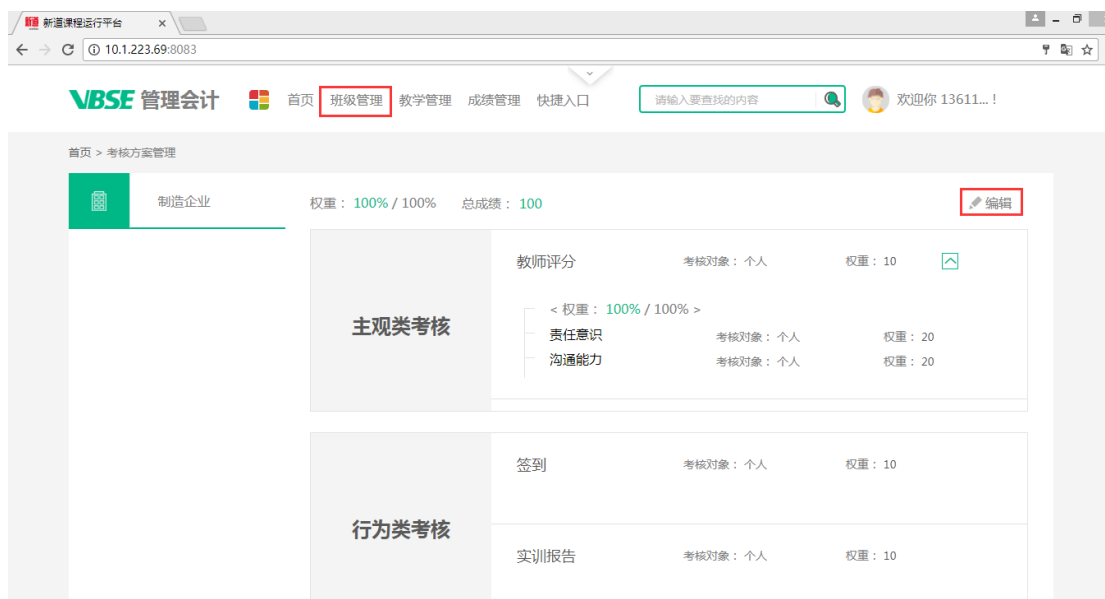 新道课程运行平台
10.1.223.69:8083
VBSE 管理会计 首页 班级管理 教学管理 成绩管理 快捷入口 请输入要查找的内容 欢迎你 13611... !
首页 > 考核方案管理
制造企业 权重： 100% / 100% 总成绩： 100 编辑
教师评分 考核对象： 个人 权重： 10
< 权重： 100% / 100% >
主观类考核
责任意识 考核对象： 个人 权重： 20
沟通能力 考核对象： 个人 权重： 20
签到 考核对象： 个人 权重： 10
行为类考核
实训报告 考核对象： 个人 权重： 10